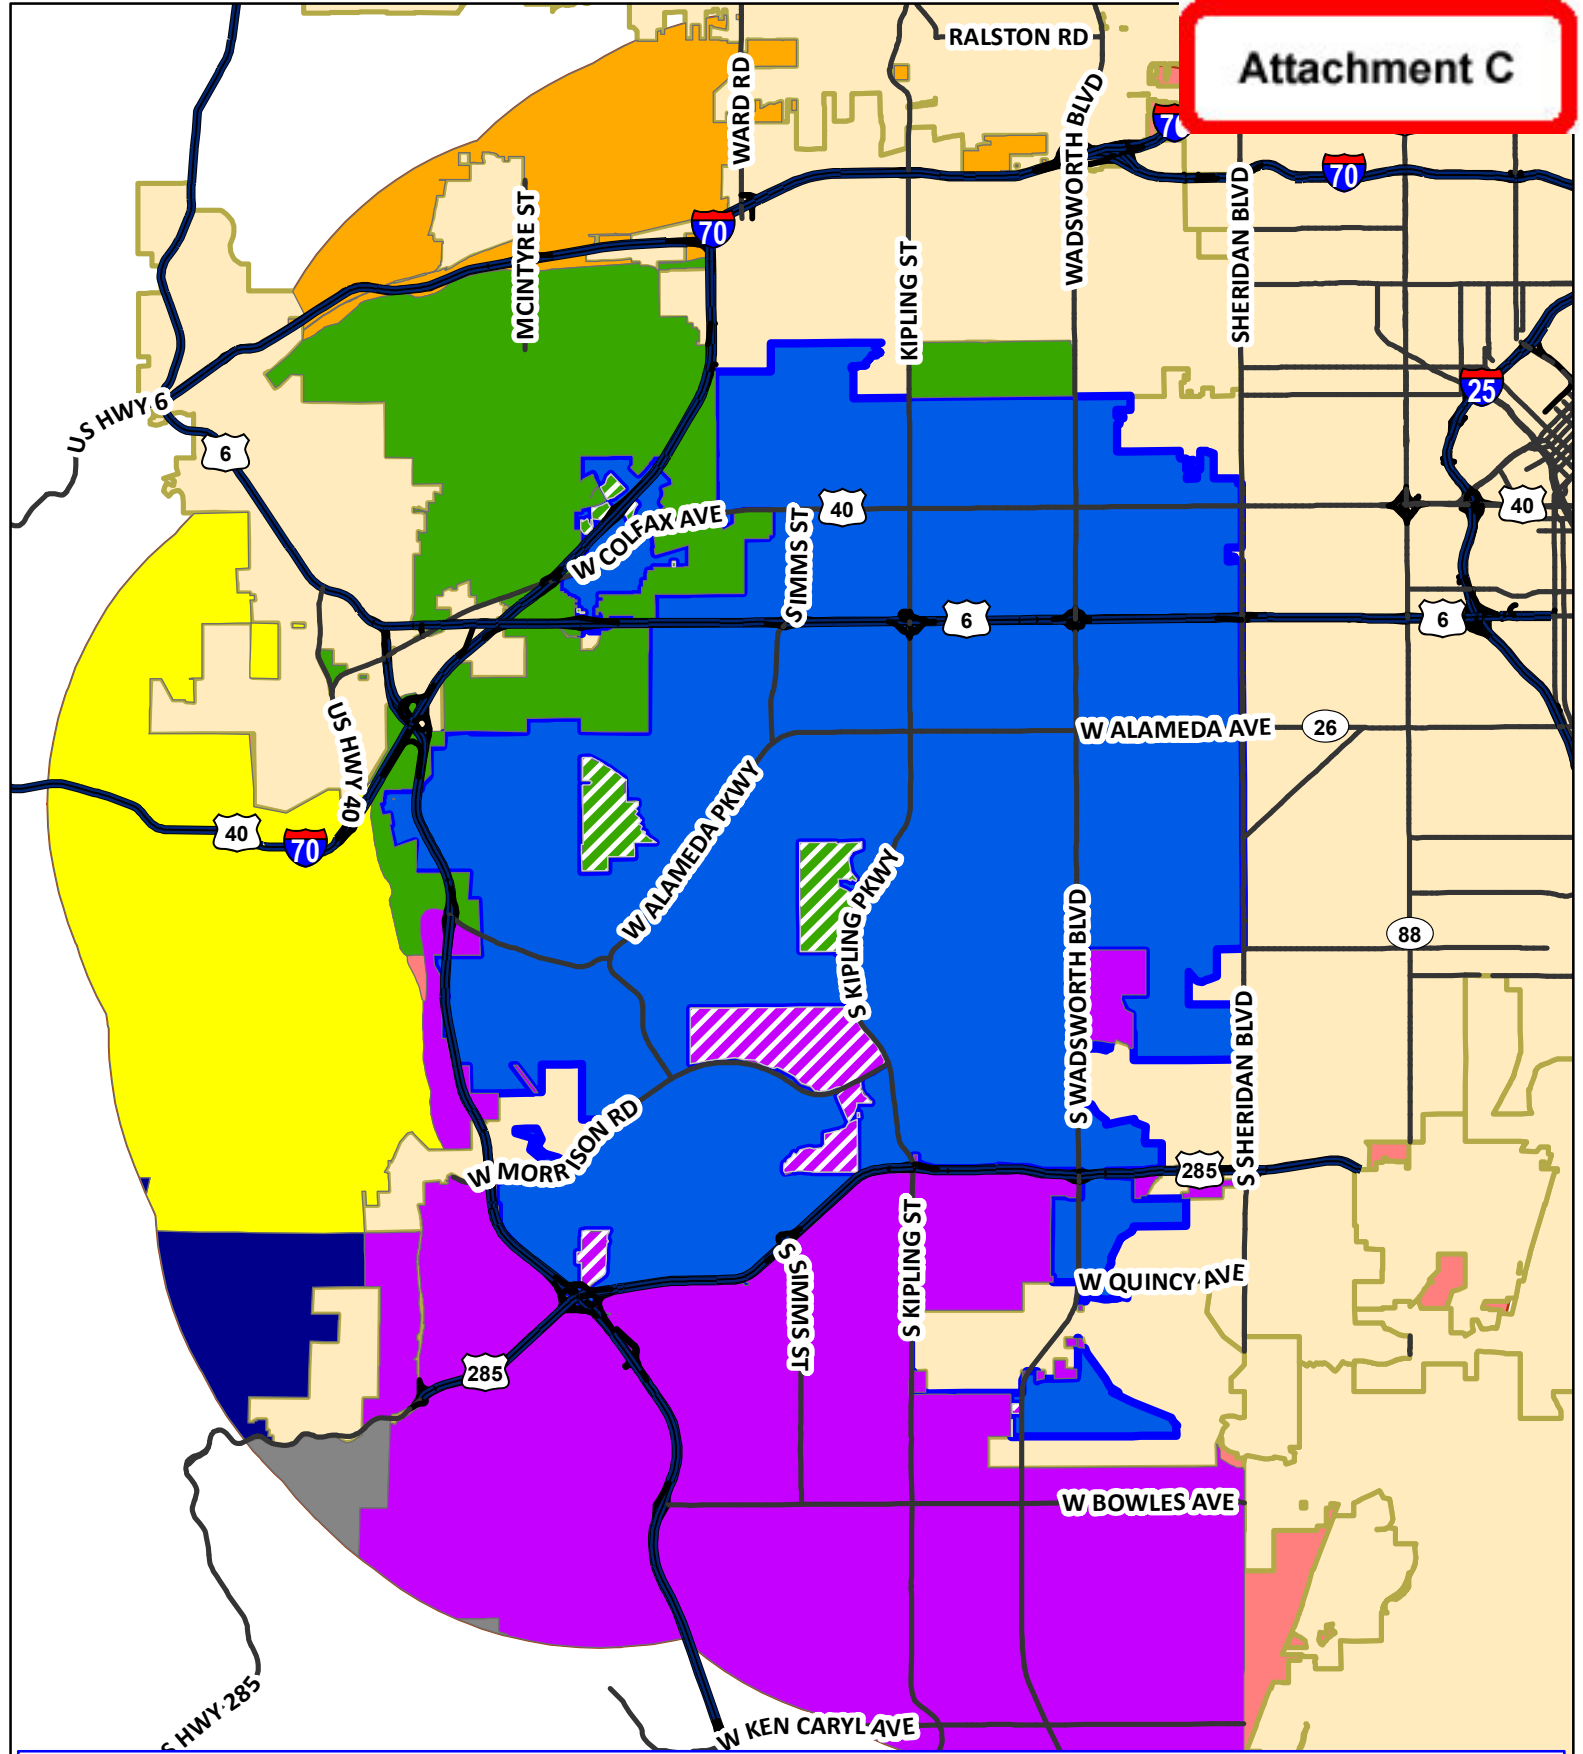 RALSTON RD
Attachment C
WARD RD
WADSWORTH BLVD
70
70
SHERIDAN BLVD
MCINTYRE ST
70
KIPLING ST
US HWY 6
25
6
W COLFAX AVE
40
SIMMS ST
40
6
6
US HWY 40
W ALAMEDA AVE
26
W ALAMEDA PKWY
40
70
S KIPLING PKWY
S WADSWORTH BLVD
88
S SHERIDAN BLVD
W MORRISON RD
285
S KIPLING ST
S SIMMS ST
W QUINCY AVE
285
W BOWLES AVE
S HWY 285
W KEN CARYL AVE